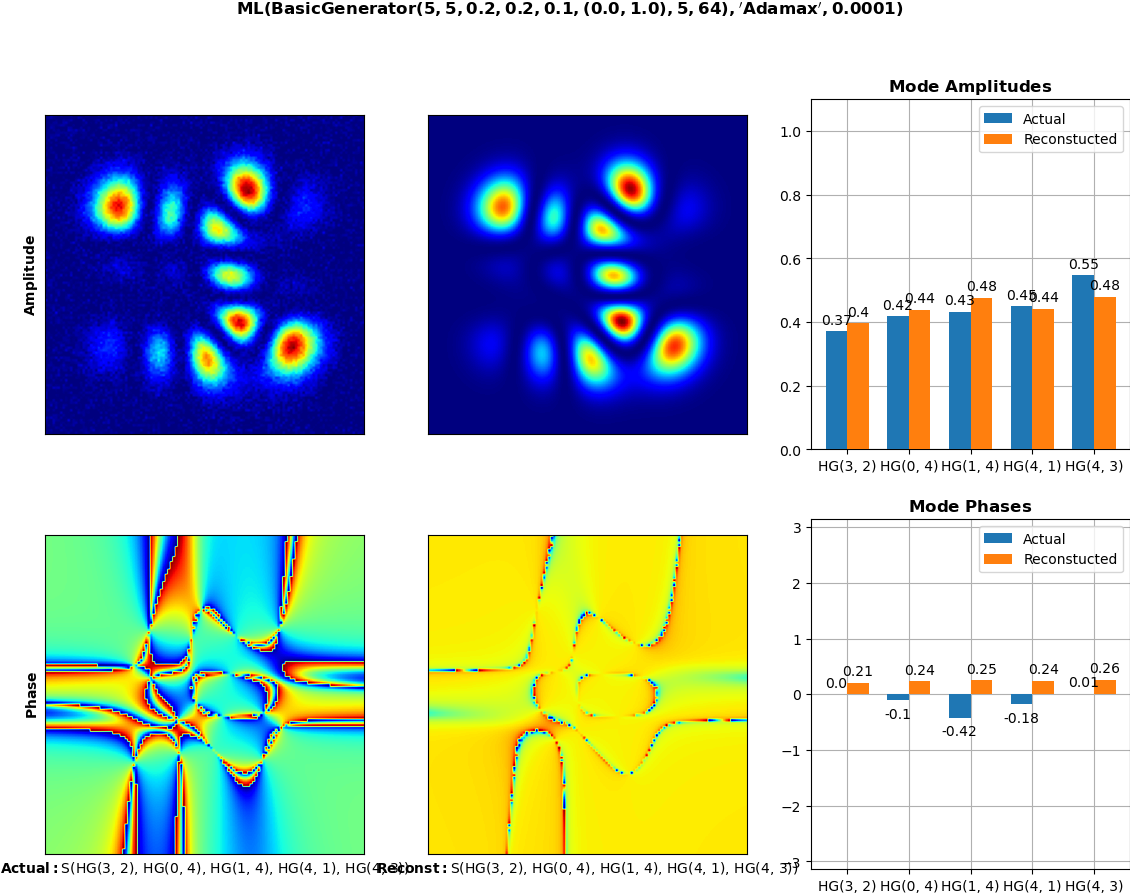 ML(BasicGenerator(5, 5, 0.2, 0.2, 0.1, (0.0, 1.0), 5, 64), 'Adamax', 0.0001)
Mode Amplitudes
Actual
Reconstucted
1.0
0.8
0.6
0.4
0.2
0.0
0.37
0.4
0.42
0.44
0.43
0.48
0.45
0.44
0.55
0.48
HG(3, 2) HG(0, 4) HG(1, 4) HG(4, 1) HG(4, 3)
Amplitude
Mode Phases
Actual
Reconstucted
3
2
1
0
−1
−2
−3
0.0
0.21
-0.1
0.24
-0.42
0.25
-0.18
0.24
0.01
0.26
HG(3, 2) HG(0, 4) HG(1, 4) HG(4, 1) HG(4, 3)
Phase
Actual: S(HG(3, 2), HG(0, 4), HG(1, 4), HG(4, 1), HG(4, 3))
Reconst: S(HG(3, 2), HG(0, 4), HG(1, 4), HG(4, 1), HG(4, 3))